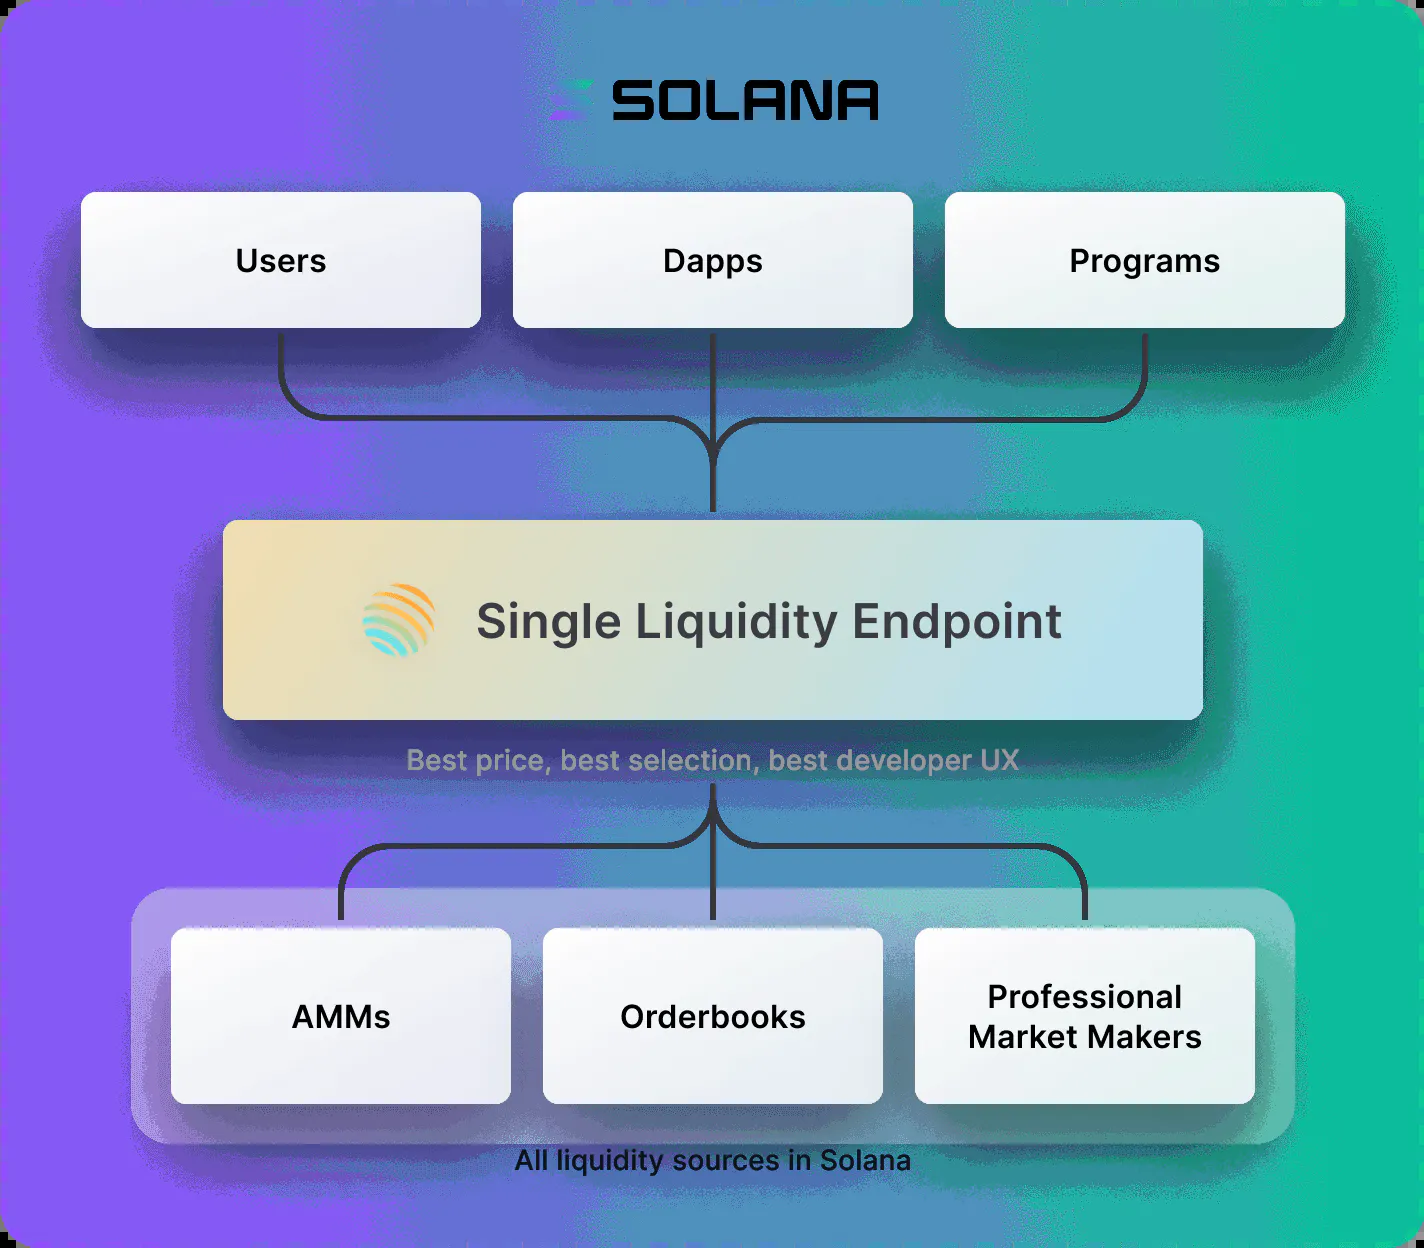 SOLANA
Users
Dapps
Programs
Single Liquidity Endpoint
Best price, best selection, best developer UX
AMMs
Orderbooks
Professional
Market Makers
All liquidity sources in Solana